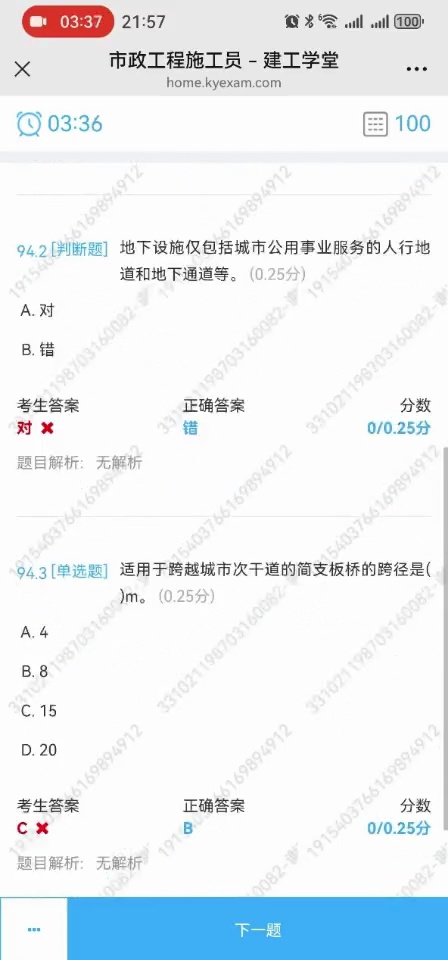 03:37 21:57 100
市政工程施工员 - 建工学堂
home.kyexam.com
03:36 100
94.2 [判断题] 地下设施仅包括城市公用事业服务的人行地
道和地下通道等。 (0.25分)
A. 对
B. 错
考生答案 正确答案 分数
对 错 0/0.25分
题目解析: 无解析
94.3 [单选题] 适用于跨越城市次干道的简支板桥的跨径是(
)m。 (0.25分)
A. 4
B. 8
C. 15
D. 20
考生答案 正确答案 分数
C B 0/0.25分
题目解析: 无解析
下一题